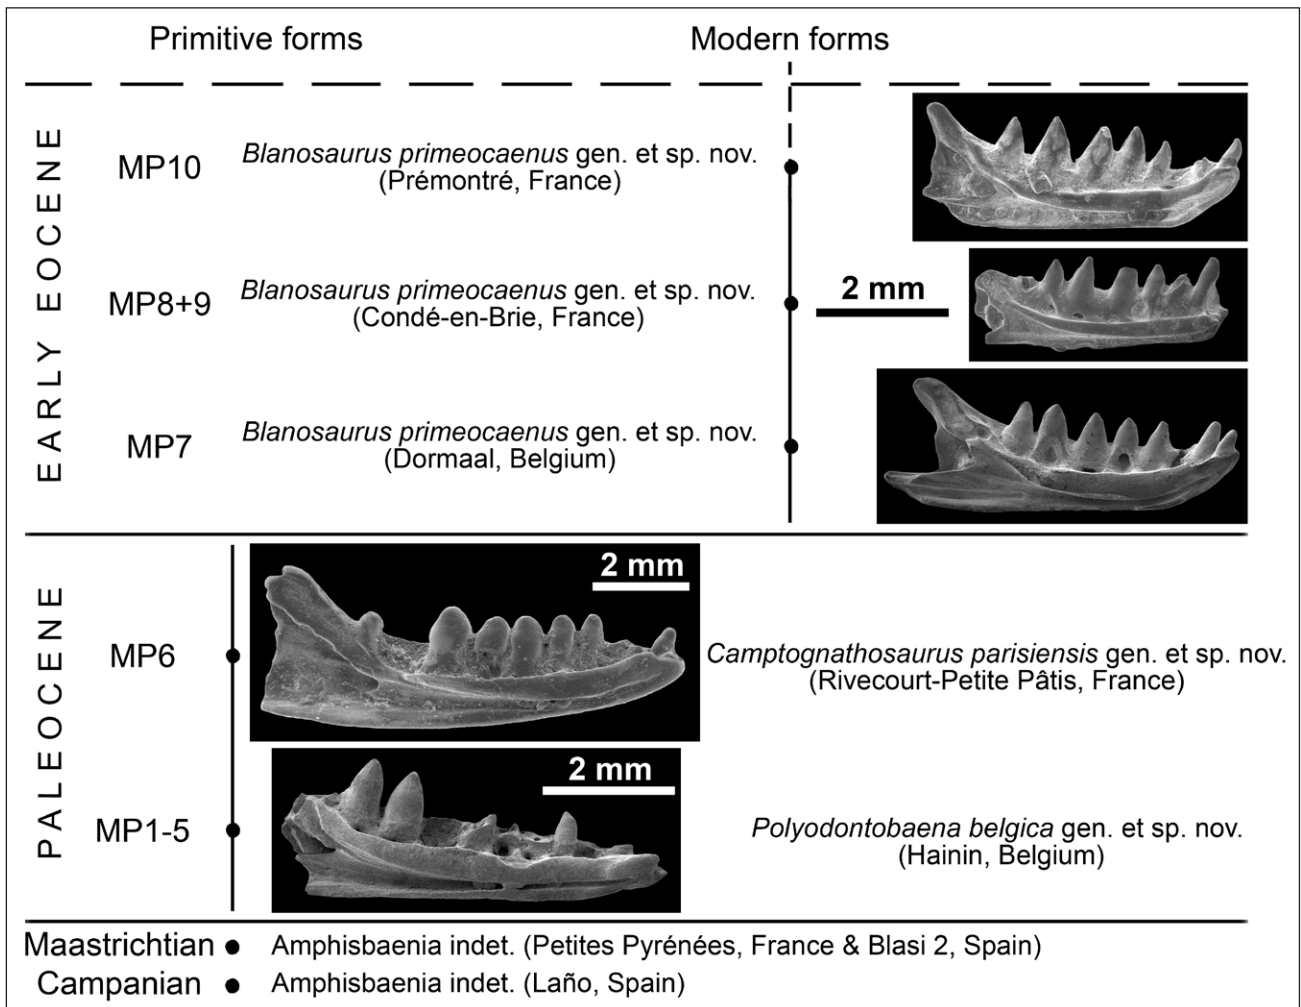 Primitive forms
Modern forms
EARLY EOCENE
MP10
Blanosaurus primeocaenus gen. et sp. nov.
(Prémontré, France)
MP8+9
Blanosaurus primeocaenus gen. et sp. nov.
(Condé-en-Brie, France)
2 mm
MP7
Blanosaurus primeocaenus gen. et sp. nov.
(Dormaal, Belgium)
PALEOCENE
MP6
2 mm
Camptognathosaurus parisiensis gen. et sp. nov.
(Rivecourt-Petite Pâtis, France)
MP1-5
2 mm
Polyodontobaena belgica gen. et sp. nov.
(Hainin, Belgium)
Maastrichtian
Amphisbaenia indet. (Petites Pyrénées, France & Blasi 2, Spain)
Campanian
Amphisbaenia indet. (Laño, Spain)